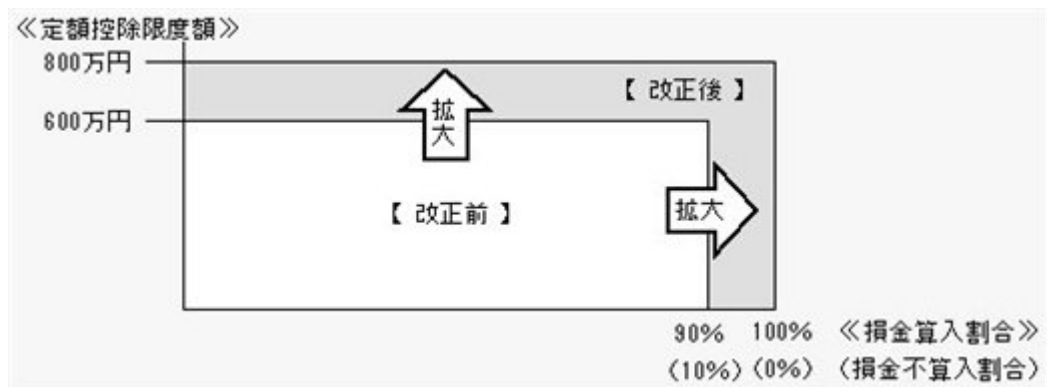 ≪定額控除限度額≫
800万円
【 改正後 】
拡大
600万円
【 改正前 】
拡大
90% 100% ≪損金算入割合≫
(10%) (0%) (損金不算入割合)